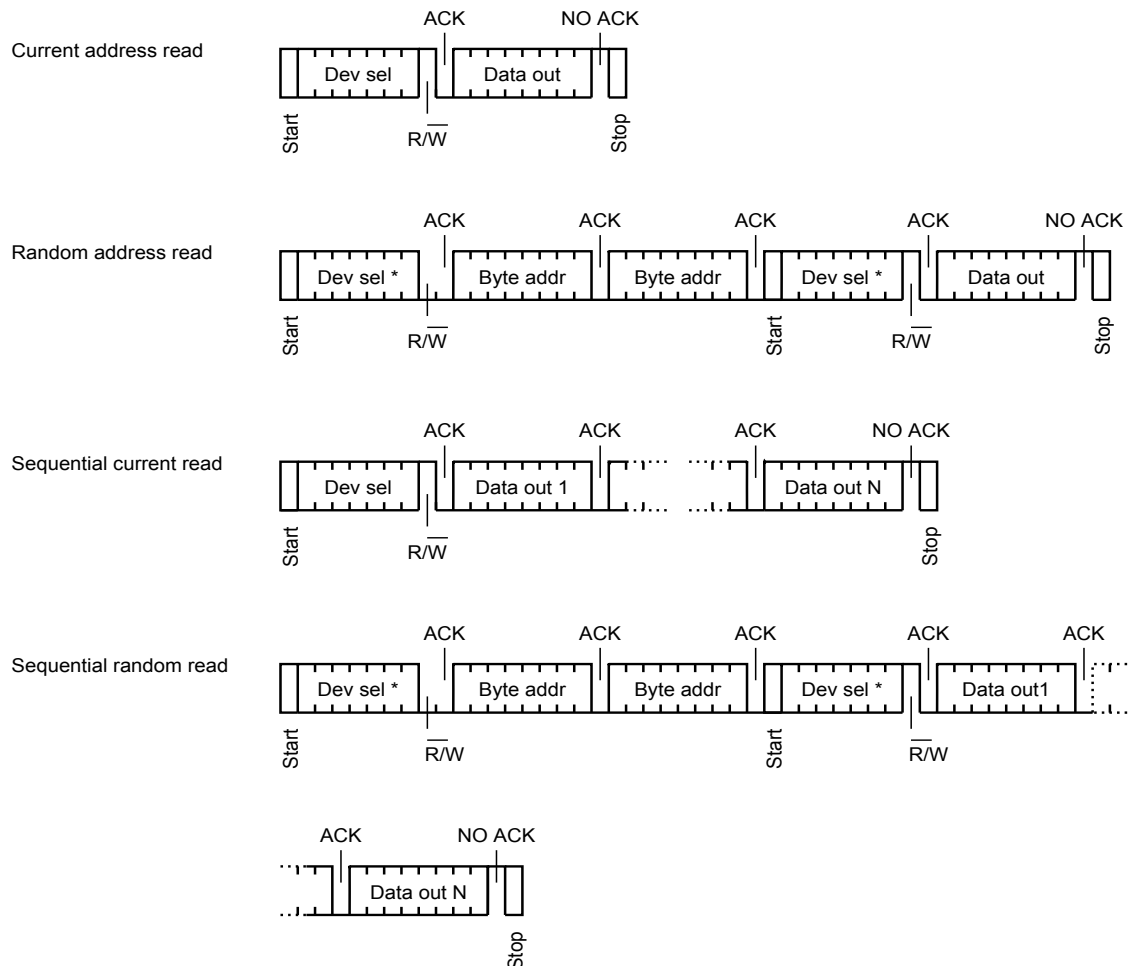 ACK NO ACK
Current address read
Dev sel Data out
Start R/W̅ Stop
ACK ACK ACK ACK NO ACK
Random address read
Dev sel * Byte addr Byte addr Dev sel * Data out
Start R/W̅ Start R/W̅ Stop
ACK ACK ACK NO ACK
Sequential current read
Dev sel Data out 1 Data out N
Start R/W̅ Stop
ACK ACK ACK ACK ACK
Sequential random read
Dev sel * Byte addr Byte addr Dev sel * Data out1
Start R̅/W Start R̅/W
ACK NO ACK
Data out N
Stop